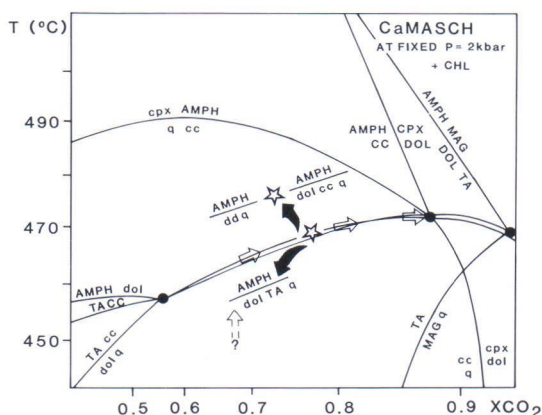 T (°C)
CaMASCH
AT FIXED P= 2kbar
+ CHL
490
470
450
cpx AMPH
q cc
AMPH CPX
CC DOL
AMPH MAG
DOL TA
AMPH
ddq
AMPH
dol cc q
AMPH
dol TA q
?
AMPH dol
TA CC
TA cc
dol q
TA
MAG q
cc
q
cpx
dol
0.5
0.6
0.7
0.8
0.9
XCO2